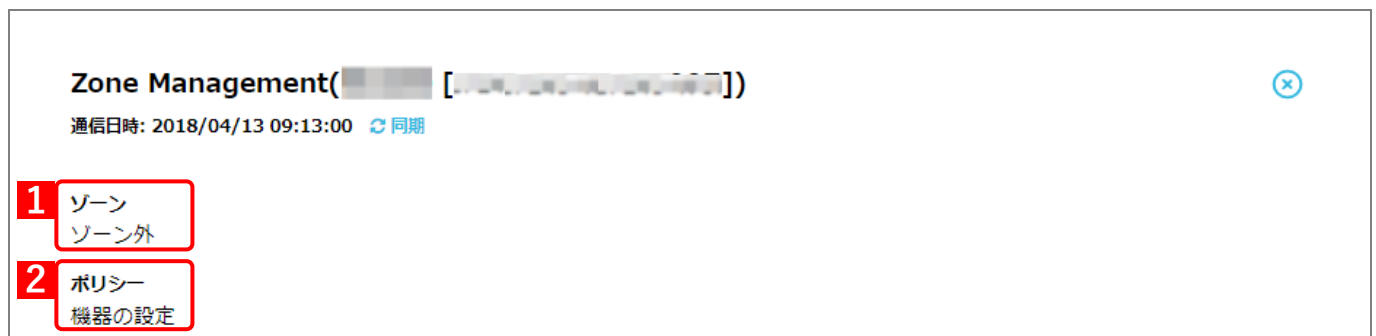 Zone Management( [ ])
通信日時: 2018/04/13 09:13:00 同期
1
ゾーン
ゾーン外
2
ポリシー
機器の設定